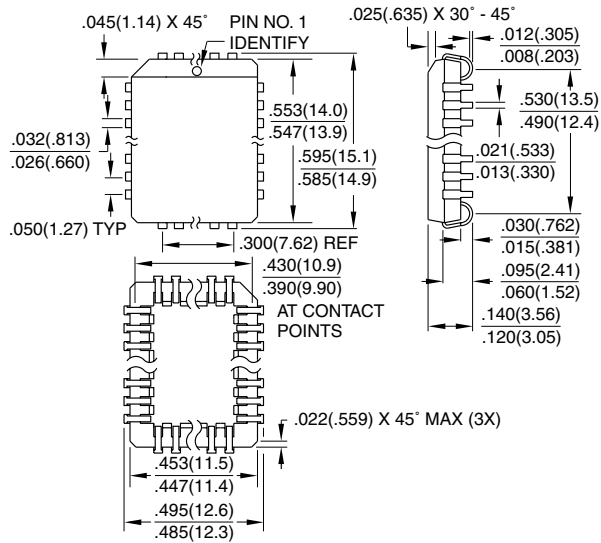 .045(1.14) X 45˚
PIN NO. 1
IDENTIFY
.025(.635) X 30˚ - 45˚
.012(.305)
.008(.203)
.553(14.0)
.547(13.9)
.530(13.5)
.490(12.4)
.032(.813)
.026(.660)
.595(15.1)
.585(14.9)
.021(.533)
.013(.330)
.050(1.27) TYP
.300(7.62) REF
.030(.762)
.015(.381)
.430(10.9)
.390(9.90)
AT CONTACT
POINTS
.095(2.41)
.060(1.52)
.140(3.56)
.120(3.05)
.022(.559) X 45˚ MAX (3X)
.453(11.5)
.447(11.4)
.495(12.6)
.485(12.3)